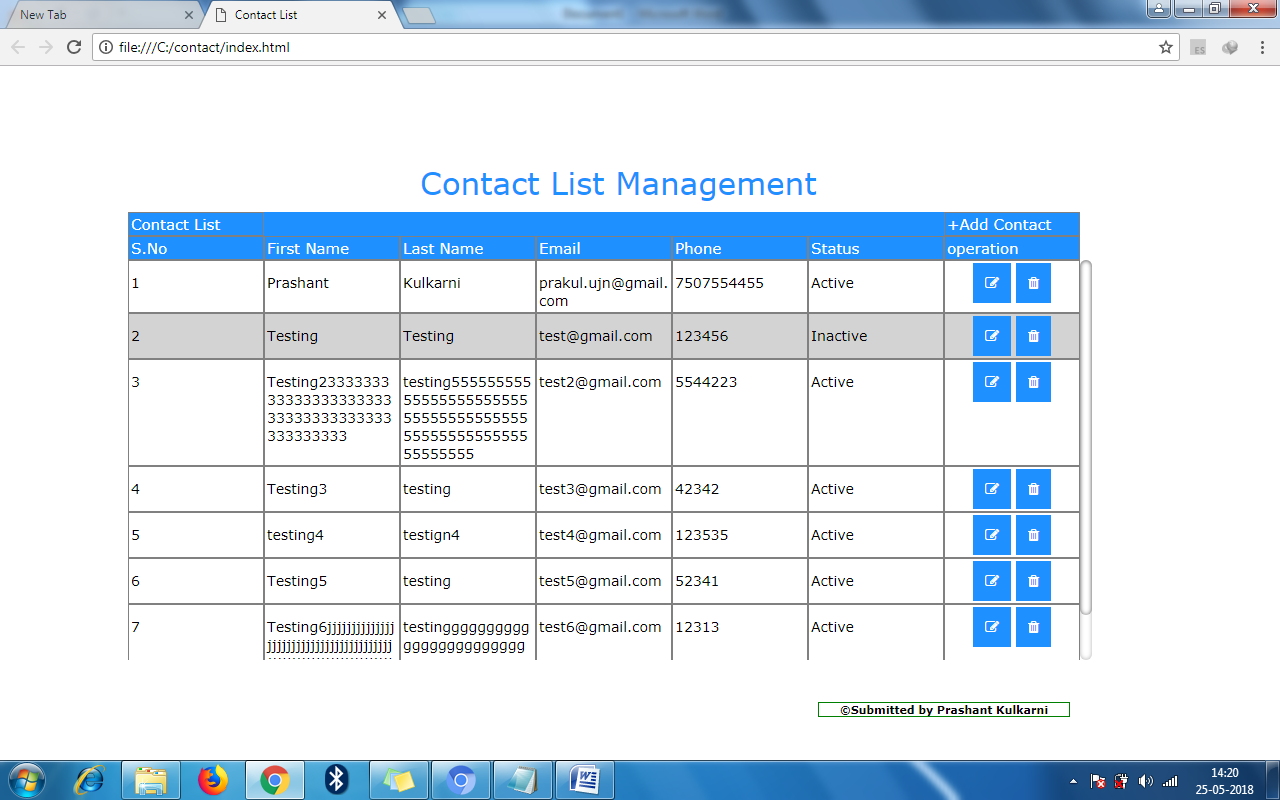 New Tab
Contact List
file:///C:/contact/index.html
ES
Contact List Management
Contact List +Add Contact
S.No First Name Last Name Email Phone Status operation
1 Prashant Kulkarni prakul.ujn@gmail. 7507554455 Active
com
2 Testing Testing test@gmail.com 123456 Inactive
3 Testing23333333 testing555555555 test2@gmail.com 5544223 Active
33333333333333 55555555555555
33333333333333 55555555555555
333333333 55555555555555
55555555
4 Testing3 testing test3@gmail.com 42342 Active
5 testing4 testign4 test4@gmail.com 123535 Active
6 Testing5 testing test5@gmail.com 52341 Active
7 test6@gmail.com 12313 Active
©Submitted by Prashant Kulkarni
14:20
25-05-2018